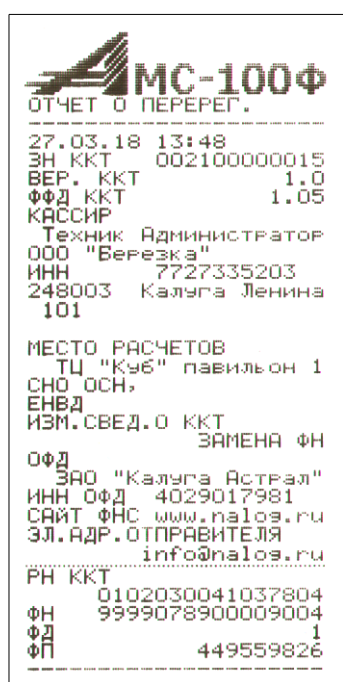 АМС-100Ф
ОТЧЕТ О ПЕРЕРЕГ.
27.03.18 13:48
ЗН ККТ 002100000015
ВЕР. ККТ 1.0
ФФД ККТ 1.05
КАССИР
Техник Администратор
ООО "Березка"
ИНН 7727335203
248003 Калуга Ленина
101
МЕСТО РАСЧЕТОВ
ТЦ "Куб" павильон 1
СНО ОСН,
ЕНВД
ИЗМ.СВЕД.О ККТ
ЗАМЕНА ФН
ОФД
ЗАО "Калуга Астрал"
ИНН ОФД 4029017981
САЙТ ФНС www.nalog.ru
ЭЛ.АДР.ОТПРАВИТЕЛЯ
info@nalog.ru
РН ККТ
0102030041037804
ФН 9999078900009004
ФД 1
ФП 449559826